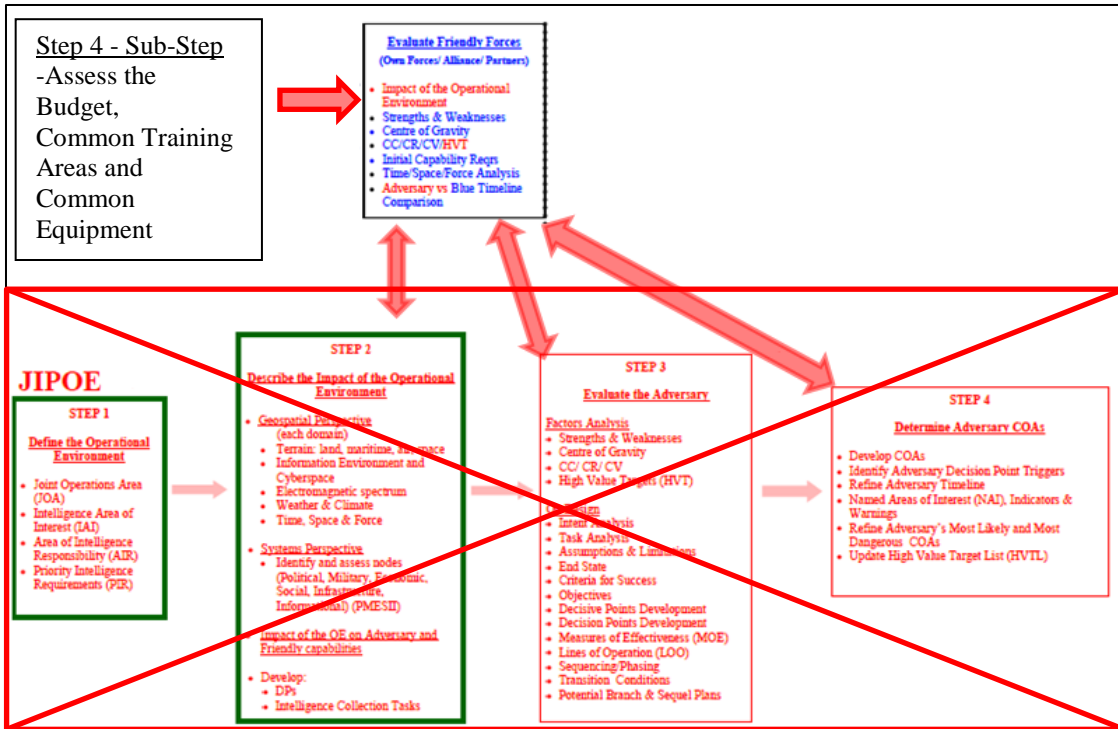 Step 4 - Sub-Step
-Assess the
Budget,
Common Training
Areas and
Common
Equipment
Evaluate Friendly Forces
(Own Forces/ Alliance/ Partners)
Impact of the Operational
Environment
Strengths & Weaknesses
Centre of Gravity
CC/CR/CV/HVT
Initial Capability Reqrs
Time/Space/Force Analysis
Adversary vs Blue Timeline
Comparison
JIPOE
STEP 1
Define the Operational
Environment
Joint Operations Area
(JOA)
Intelligence Area of
Interest (IAI)
Area of Intelligence
Responsibility (AIR)
Priority Intelligence
Requirements (PIR)
STEP 2
Describe the Impact of the Operational
Environment
Geospatial Perspective
(each domain)
Terrain: land, maritime, air, space
Information Environment and
Cyberspace
Electromagnetic spectrum
Weather & Climate
Time, Space & Force
Systems Perspective
Identify and assess nodes
(Political, Military, Economic,
Social, Infrastructure,
Informational) (PMESII)
Impact of the OE on Adversary and
Friendly capabilities
Develop:
DPs
Intelligence Collection Tasks
STEP 3
Evaluate the Adversary
Factors Analysis
Strengths & Weaknesses
Centre of Gravity
CC/ CR/ CV
High Value Targets (HVT)
Design
Intent Analysis
Task Analysis
Assumptions & Limitations
End State
Criteria for Success
Objectives
Decisive Points Development
Decision Points Development
Measures of Effectiveness (MOE)
Lines of Operation (LOO)
Sequencing/Phasing
Transition Conditions
Potential Branch & Sequel Plans
STEP 4
Determine Adversary COAs
Develop COAs
Identify Adversary Decision Point Triggers
Refine Adversary Timeline
Named Areas of Interest (NAI), Indicators &
Warnings
Refine Adversary's Most Likely and Most
Dangerous COAs
Update High Value Target List (HVTL)